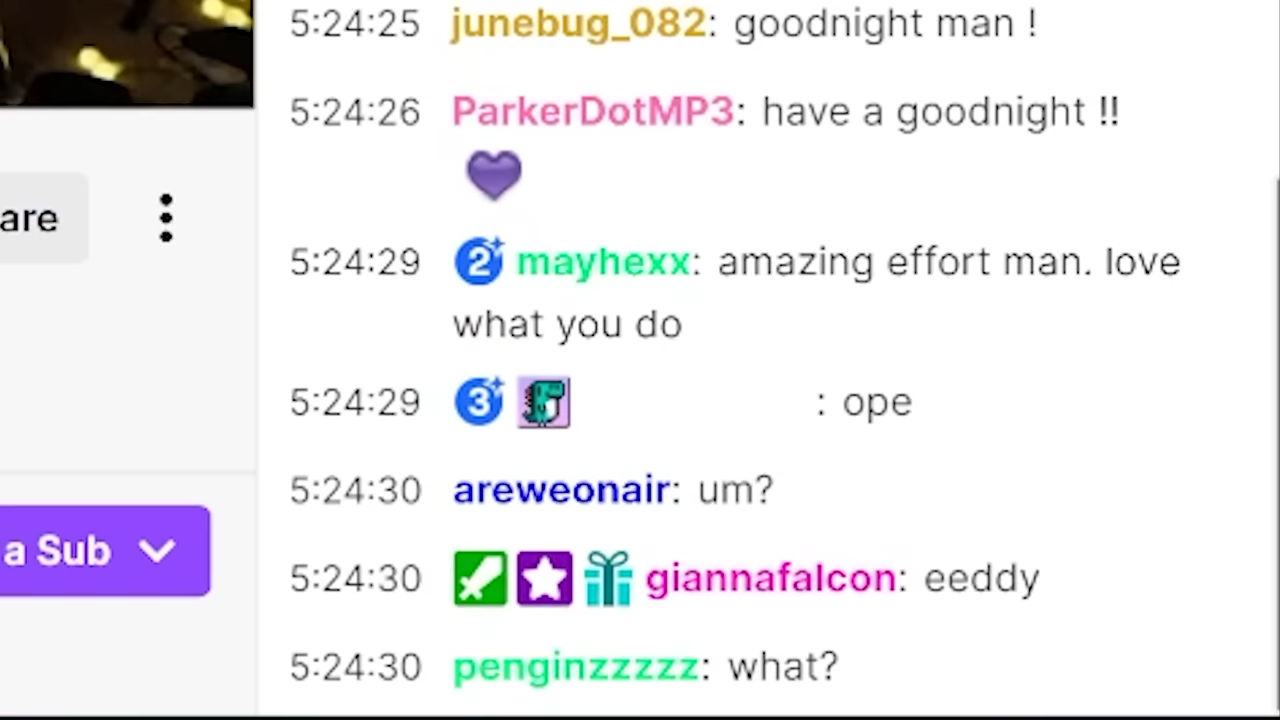 5:24:25 junebug_082: goodnight man !
5:24:26 ParkerDotMP3: have a goodnight !!
💜
are
5:24:29 2 mayhexx: amazing effort man. love
what you do
5:24:29 3 : ope
5:24:30 areweonair: um?
a Sub
5:24:30 giannafalcon: eeddy
5:24:30 penginzzzzz: what?